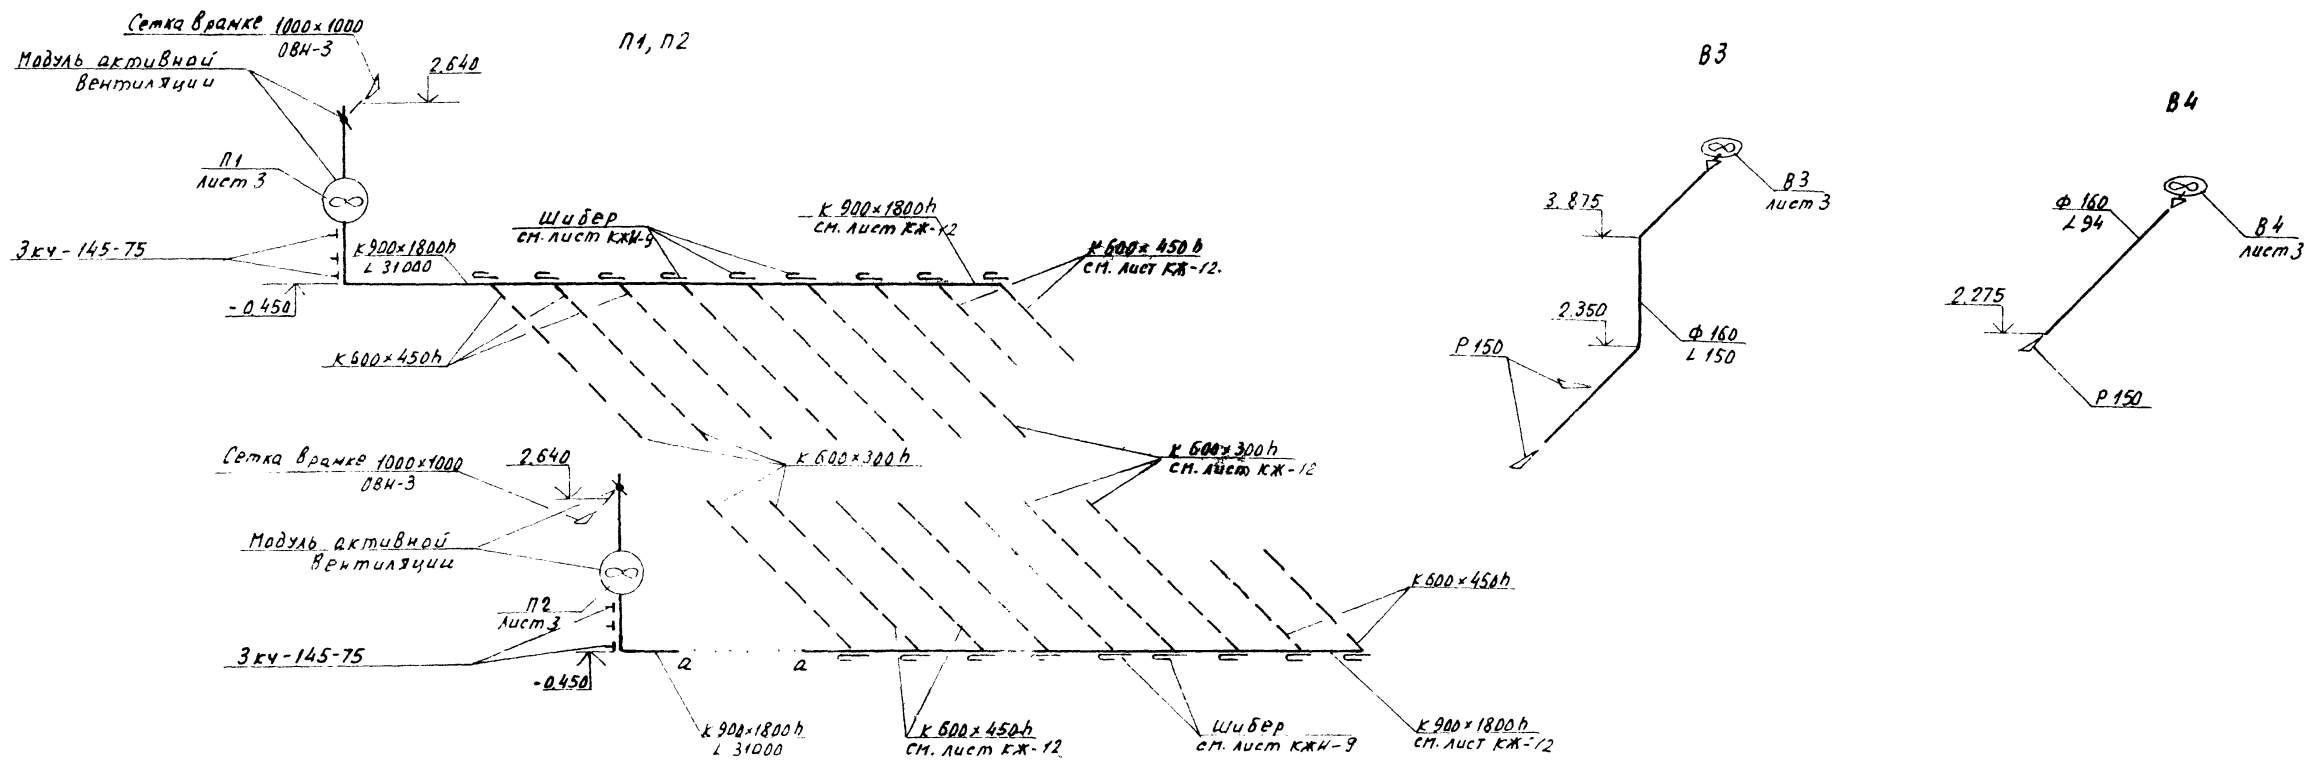 П1, П2
Сетка в рамке 1000×1000
ОВН-3
Модуль активной
вентиляции
2.640
П1
лист 3
3кч-145-75
-0.450
к 900×1800h
L 31000
Шибер
см. лист КЖИ-9
к 900×1800h
см. лист КЖ-12
к 600×450h
см. лист КЖ-12.
к 600×450h
к 600×300h
к 600×300h
см. лист КЖ-12
Сетка в рамке 1000×1000
ОВН-3
2.640
Модуль активной
вентиляции
П2
лист 3
3кч-145-75
-0.450
а
а
к 900×1800h
L 31000
к 600×450h
см. лист КЖ-12
Шибер
см. лист КЖИ-9
к 900×1800h
см. лист КЖ-12
к 600×450h
В3
В3
лист 3
3.875
2.350
Ф 160
L 150
Р 150
В4
Ф 160
L 94
В4
лист 3
2.275
Р 150